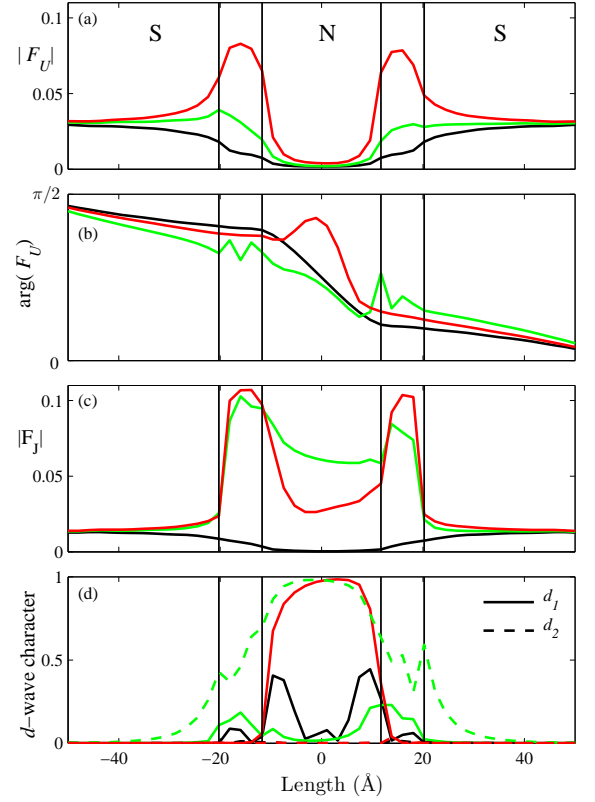 0.1
(a)
S
N
S
|F_U|
0.05
0
π/2
(b)
arg(F_U)
0
0.1
(c)
|F_J|
0.05
0
1
(d)
d_1
d_2
d-wave character
0.5
0
−40
−20
0
20
40
Length (Å)